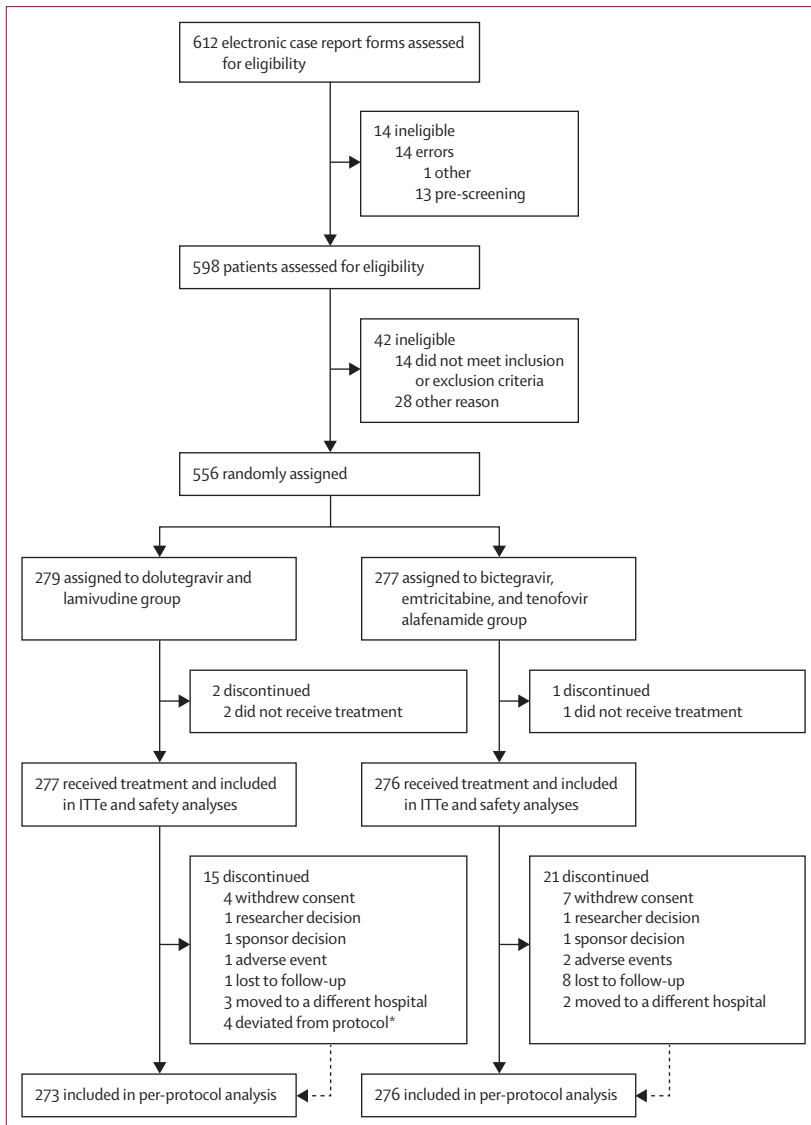 612 electronic case report forms assessed
for eligibility
14 ineligible
14 errors
1 other
13 pre-screening
598 patients assessed for eligibility
42 ineligible
14 did not meet inclusion
or exclusion criteria
28 other reason
556 randomly assigned
279 assigned to dolutegravir and
lamivudine group
277 assigned to bictegravir,
emtricitabine, and tenofovir
alafenamide group
2 discontinued
2 did not receive treatment
1 discontinued
1 did not receive treatment
277 received treatment and included
in ITTe and safety analyses
276 received treatment and included
in ITTe and safety analyses
15 discontinued
4 withdrew consent
1 researcher decision
1 sponsor decision
1 adverse event
1 lost to follow-up
3 moved to a different hospital
4 deviated from protocol*
21 discontinued
7 withdrew consent
1 researcher decision
1 sponsor decision
2 adverse events
8 lost to follow-up
2 moved to a different hospital
273 included in per-protocol analysis
276 included in per-protocol analysis